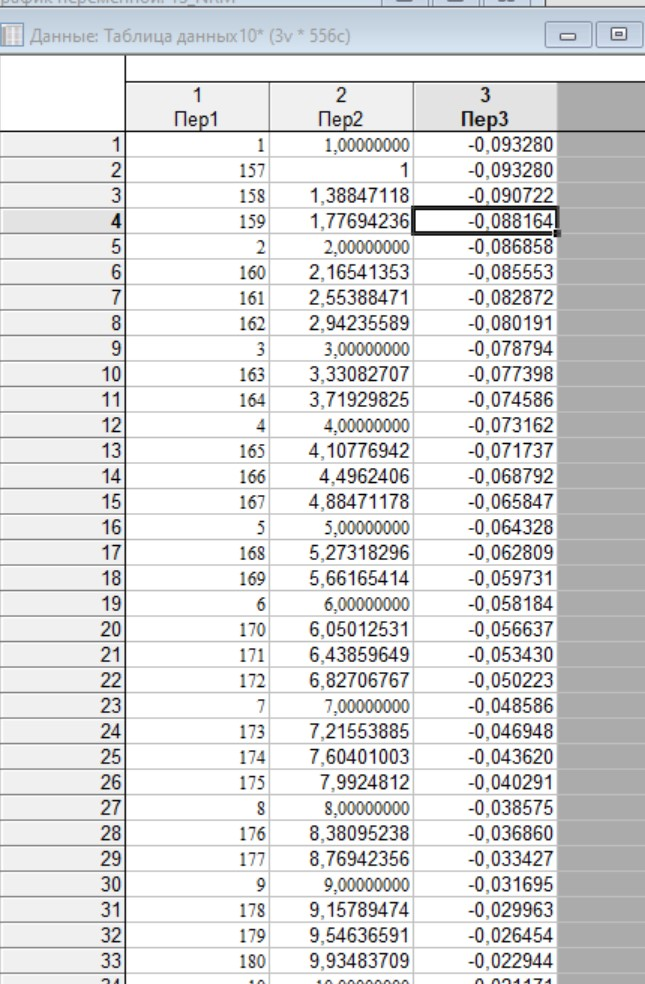 Данные: Таблица данных10* (3v * 556c)
1 2 3
Пер1 Пер2 Пер3
1 1 1,00000000 -0,093280
2 157 1 -0,093280
3 158 1,38847118 -0,090722
4 159 1,77694236 -0,088164
5 2 2,00000000 -0,086858
6 160 2,16541353 -0,085553
7 161 2,55388471 -0,082872
8 162 2,94235589 -0,080191
9 3 3,00000000 -0,078794
10 163 3,33082707 -0,077398
11 164 3,71929825 -0,074586
12 4 4,00000000 -0,073162
13 165 4,10776942 -0,071737
14 166 4,4962406 -0,068792
15 167 4,88471178 -0,065847
16 5 5,00000000 -0,064328
17 168 5,27318296 -0,062809
18 169 5,66165414 -0,059731
19 6 6,00000000 -0,058184
20 170 6,05012531 -0,056637
21 171 6,43859649 -0,053430
22 172 6,82706767 -0,050223
23 7 7,00000000 -0,048586
24 173 7,21553885 -0,046948
25 174 7,60401003 -0,043620
26 175 7,9924812 -0,040291
27 8 8,00000000 -0,038575
28 176 8,38095238 -0,036860
29 177 8,76942356 -0,033427
30 9 9,00000000 -0,031695
31 178 9,15789474 -0,029963
32 179 9,54636591 -0,026454
33 180 9,93483709 -0,022944